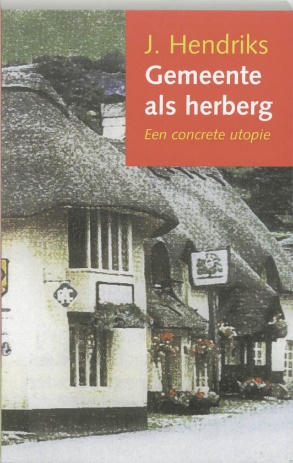 J. Hendriks
Gemeente
als herberg
Een concrete utopie